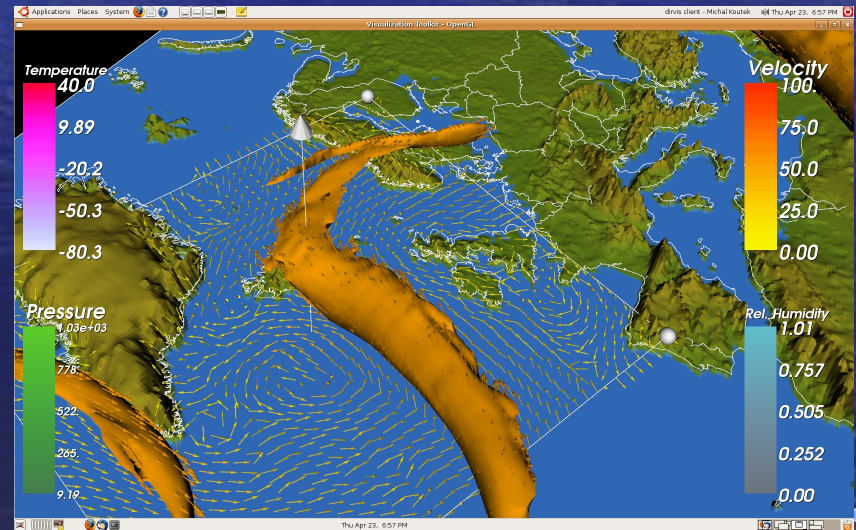 Applications Places System
dirvis client - Michal Koutek
Thu Apr 23, 6:57 PM
Visualization Toolkit - OpenGL
Temperature
40.0
9.89
-20.2
-50.3
-80.3
Velocity
100.
75.0
50.0
25.0
0.00
Pressure
1.03e+03
778.
522.
265.
9.19
Rel. Humidity
1.01
0.757
0.505
0.252
0.00
Thu Apr 23, 6:57 PM